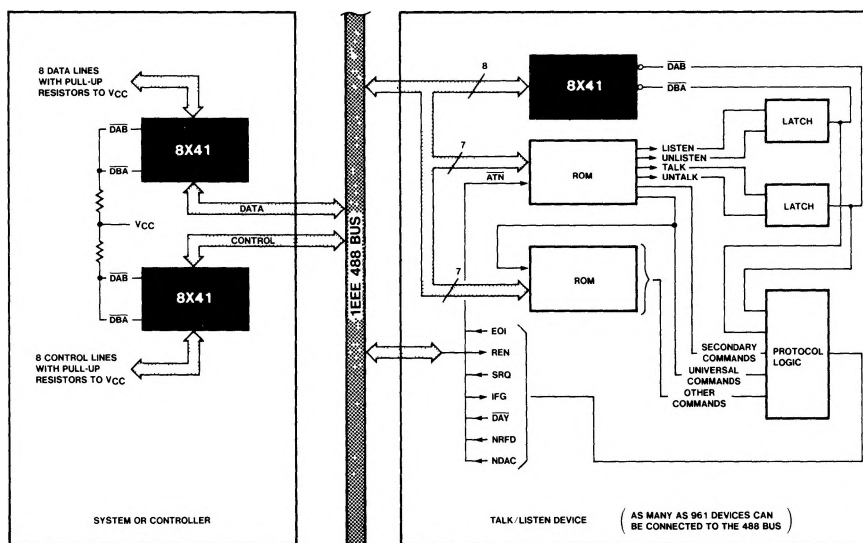 8 DATA LINES
WITH PULL-UP
RESISTORS TO VCC
DAB
8X41
DBA
DATA
VCC
CONTROL
DAB
8X41
DBA
8 CONTROL LINES
WITH PULL-UP
RESISTORS TO VCC
SYSTEM OR CONTROLLER
1EEE 488 BUS
8
8X41
DAB
DBA
LATCH
7
ATN
ROM
LISTEN
UNLISTEN
TALK
UNTALK
LATCH
7
ROM
EOI
REN
SRQ
IFG
DAY
NRFD
NDAC
SECONDARY
COMMANDS
UNIVERSAL
COMMANDS
OTHER
COMMANDS
PROTOCOL
LOGIC
TALK/LISTEN DEVICE
(AS MANY AS 961 DEVICES CAN
BE CONNECTED TO THE 488 BUS)